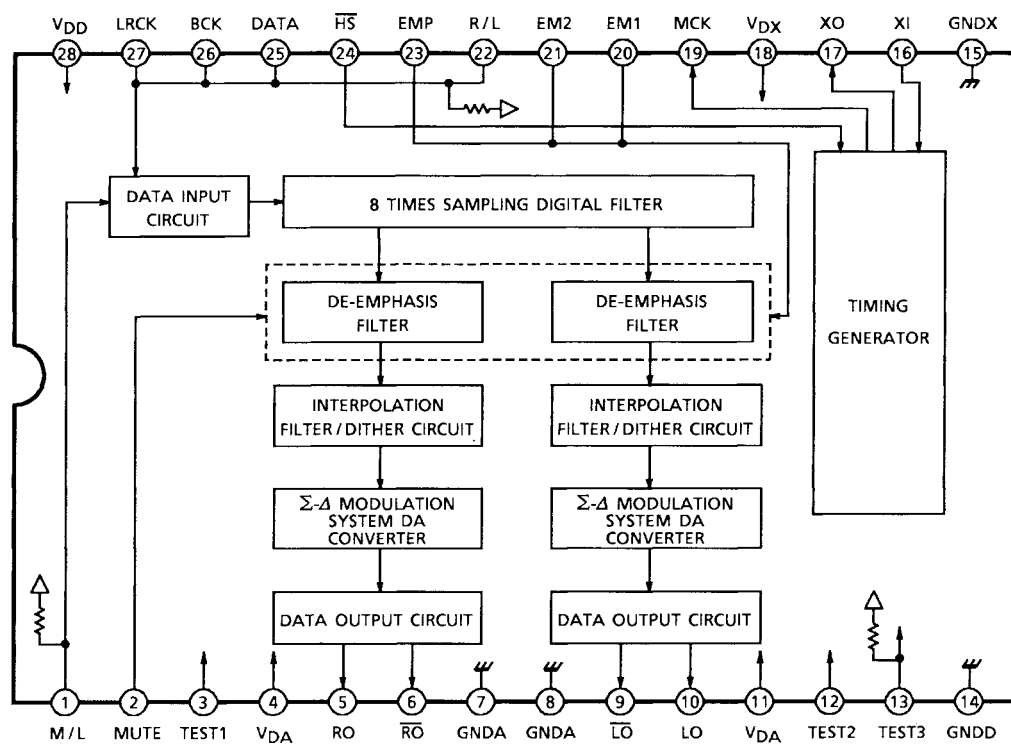 VDD LRCK BCK DATA H̅S̅ EMP R/L EM2 EM1 MCK VDX XO XI GNDX
28 27 26 25 24 23 22 21 20 19 18 17 16 15
DATA INPUT
CIRCUIT
8 TIMES SAMPLING DIGITAL FILTER
DE-EMPHASIS
FILTER
DE-EMPHASIS
FILTER
TIMING
GENERATOR
INTERPOLATION
FILTER/DITHER CIRCUIT
INTERPOLATION
FILTER/DITHER CIRCUIT
Σ-Δ MODULATION
SYSTEM DA
CONVERTER
Σ-Δ MODULATION
SYSTEM DA
CONVERTER
DATA OUTPUT CIRCUIT
DATA OUTPUT CIRCUIT
1 2 3 4 5 6 7 8 9 10 11 12 13 14
M/L MUTE TEST1 VDA RO R̅O̅ GNDA GNDA L̅O̅ LO VDA TEST2 TEST3 GNDD